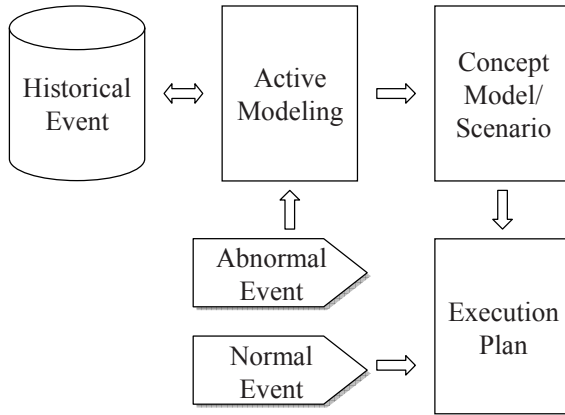 Historical
Event
Active
Modeling
Concept
Model/
Scenario
Abnormal
Event
Normal
Event
Execution
Plan